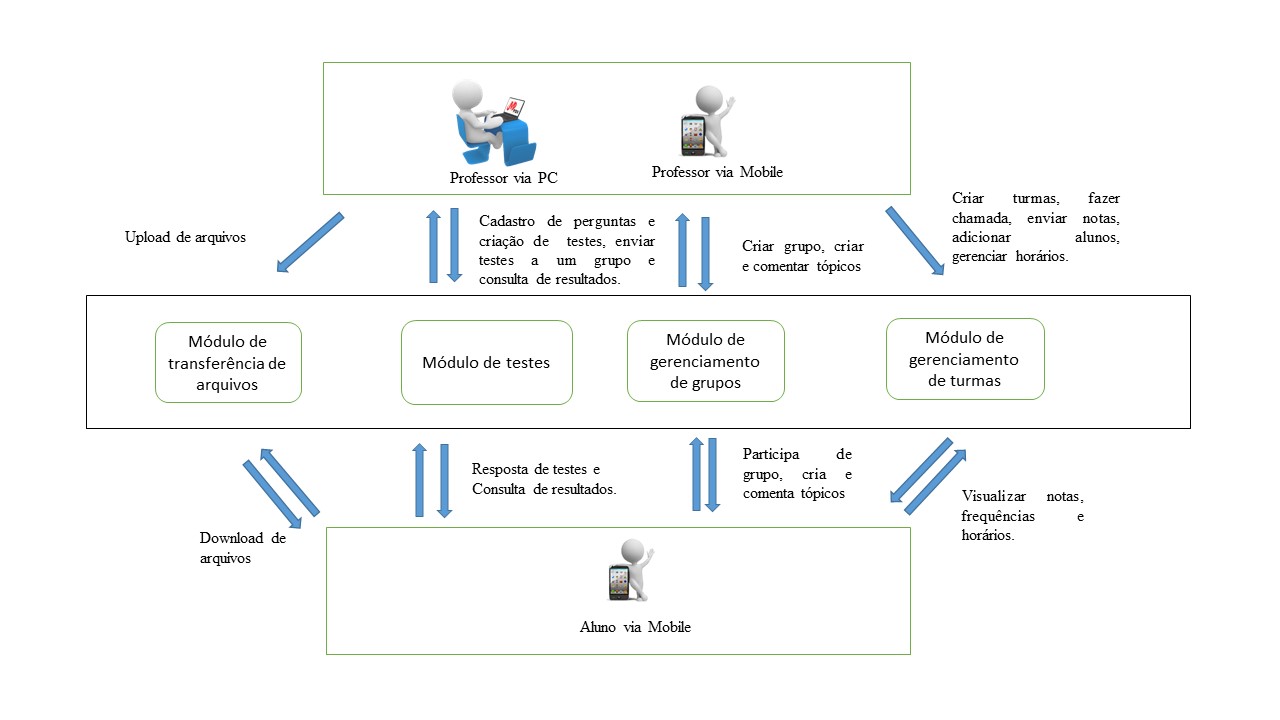 Professor via PC
Professor via Mobile
Upload de arquivos
Cadastro de perguntas e
criação de testes, enviar
testes a um grupo e
consulta de resultados.
Criar grupo, criar
e comentar tópicos
Criar turmas, fazer
chamada, enviar notas,
adicionar alunos,
gerenciar horários.
Módulo de
transferência de
arquivos
Módulo de testes
Módulo de
gerenciamento
de grupos
Módulo de
gerenciamento
de turmas
Download de
arquivos
Resposta de testes e
Consulta de resultados.
Participa de
grupo, cria e
comenta tópicos
Visualizar notas,
frequências e
horários.
Aluno via Mobile